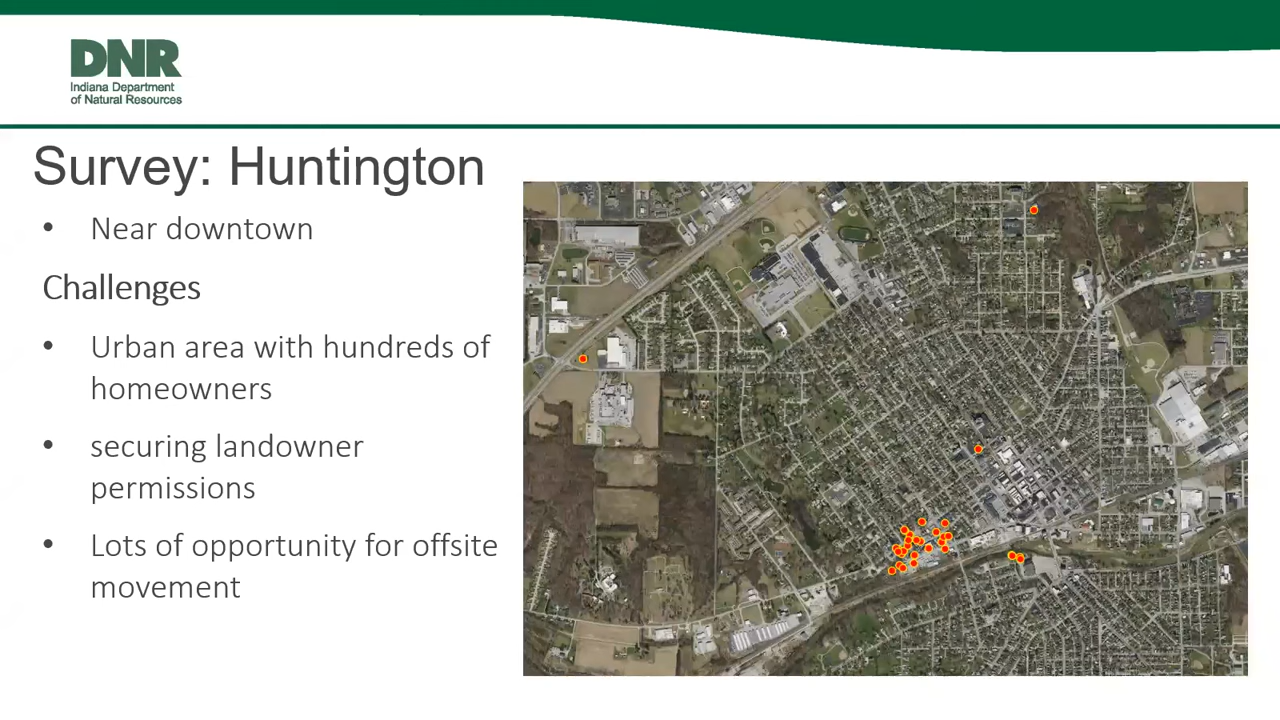 DNR
Indiana Department
of Natural Resources
Survey: Huntington
• Near downtown
Challenges
• Urban area with hundreds of
homeowners
• securing landowner
permissions
• Lots of opportunity for offsite
movement